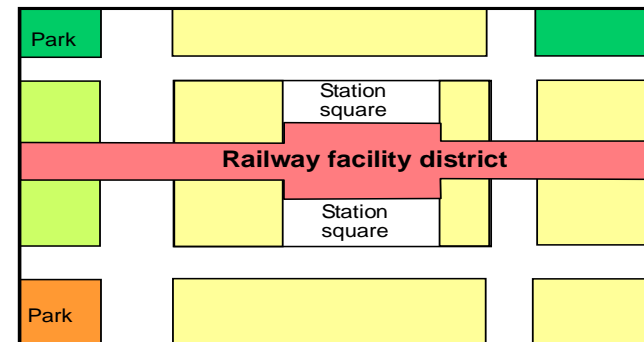 Park
Station
square
Railway facility district
Station
square
Park